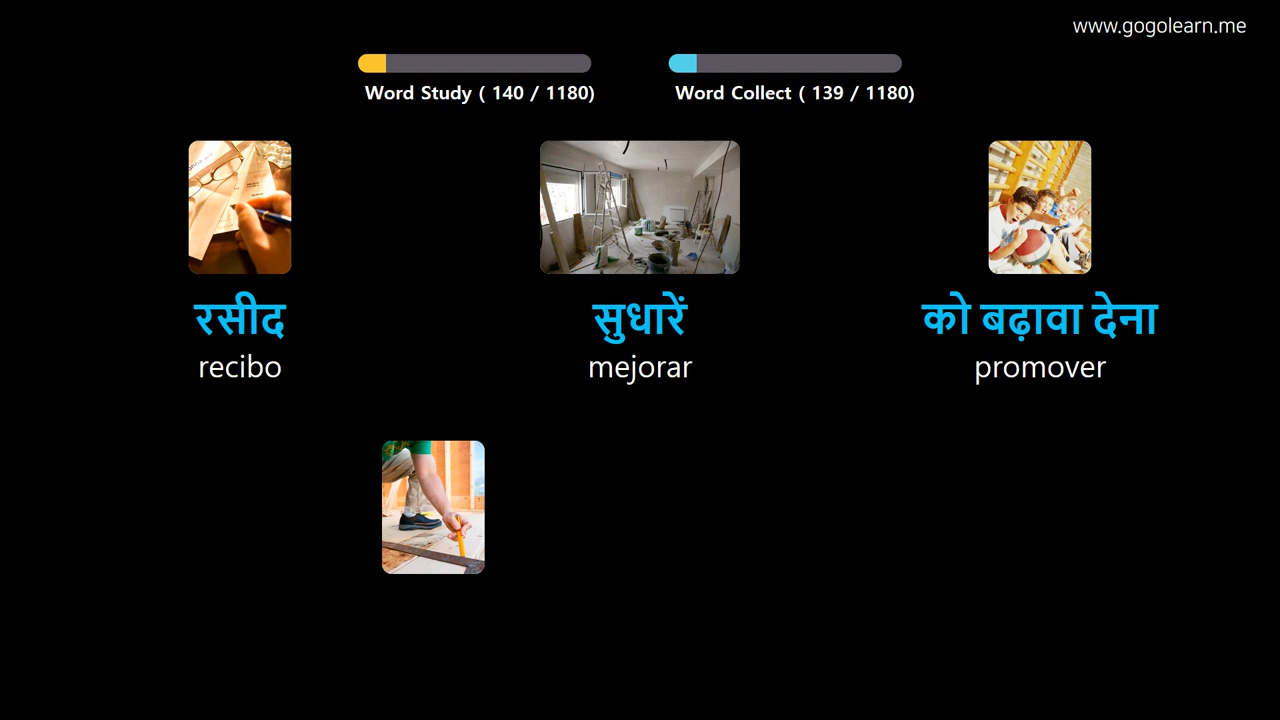 www.gogolearn.me
Word Study ( 140 / 1180)
Word Collect ( 139 / 1180)
रसीद
recibo
सुधारें
mejorar
को बढ़ावा देना
promover